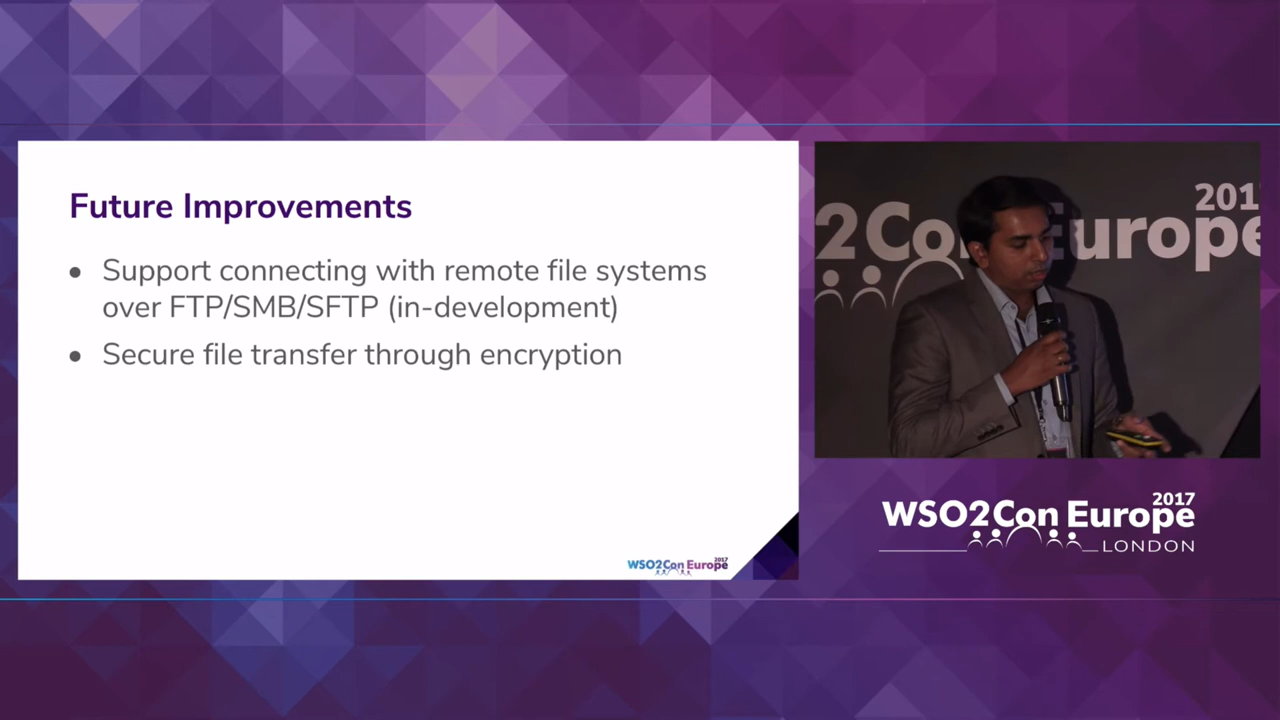 Future Improvements
● Support connecting with remote file systems
over FTP/SMB/SFTP (in-development)
● Secure file transfer through encryption
WSO2Con Europe 2017
2Con Europe 201
WSO2Con Europe 2017
LONDON